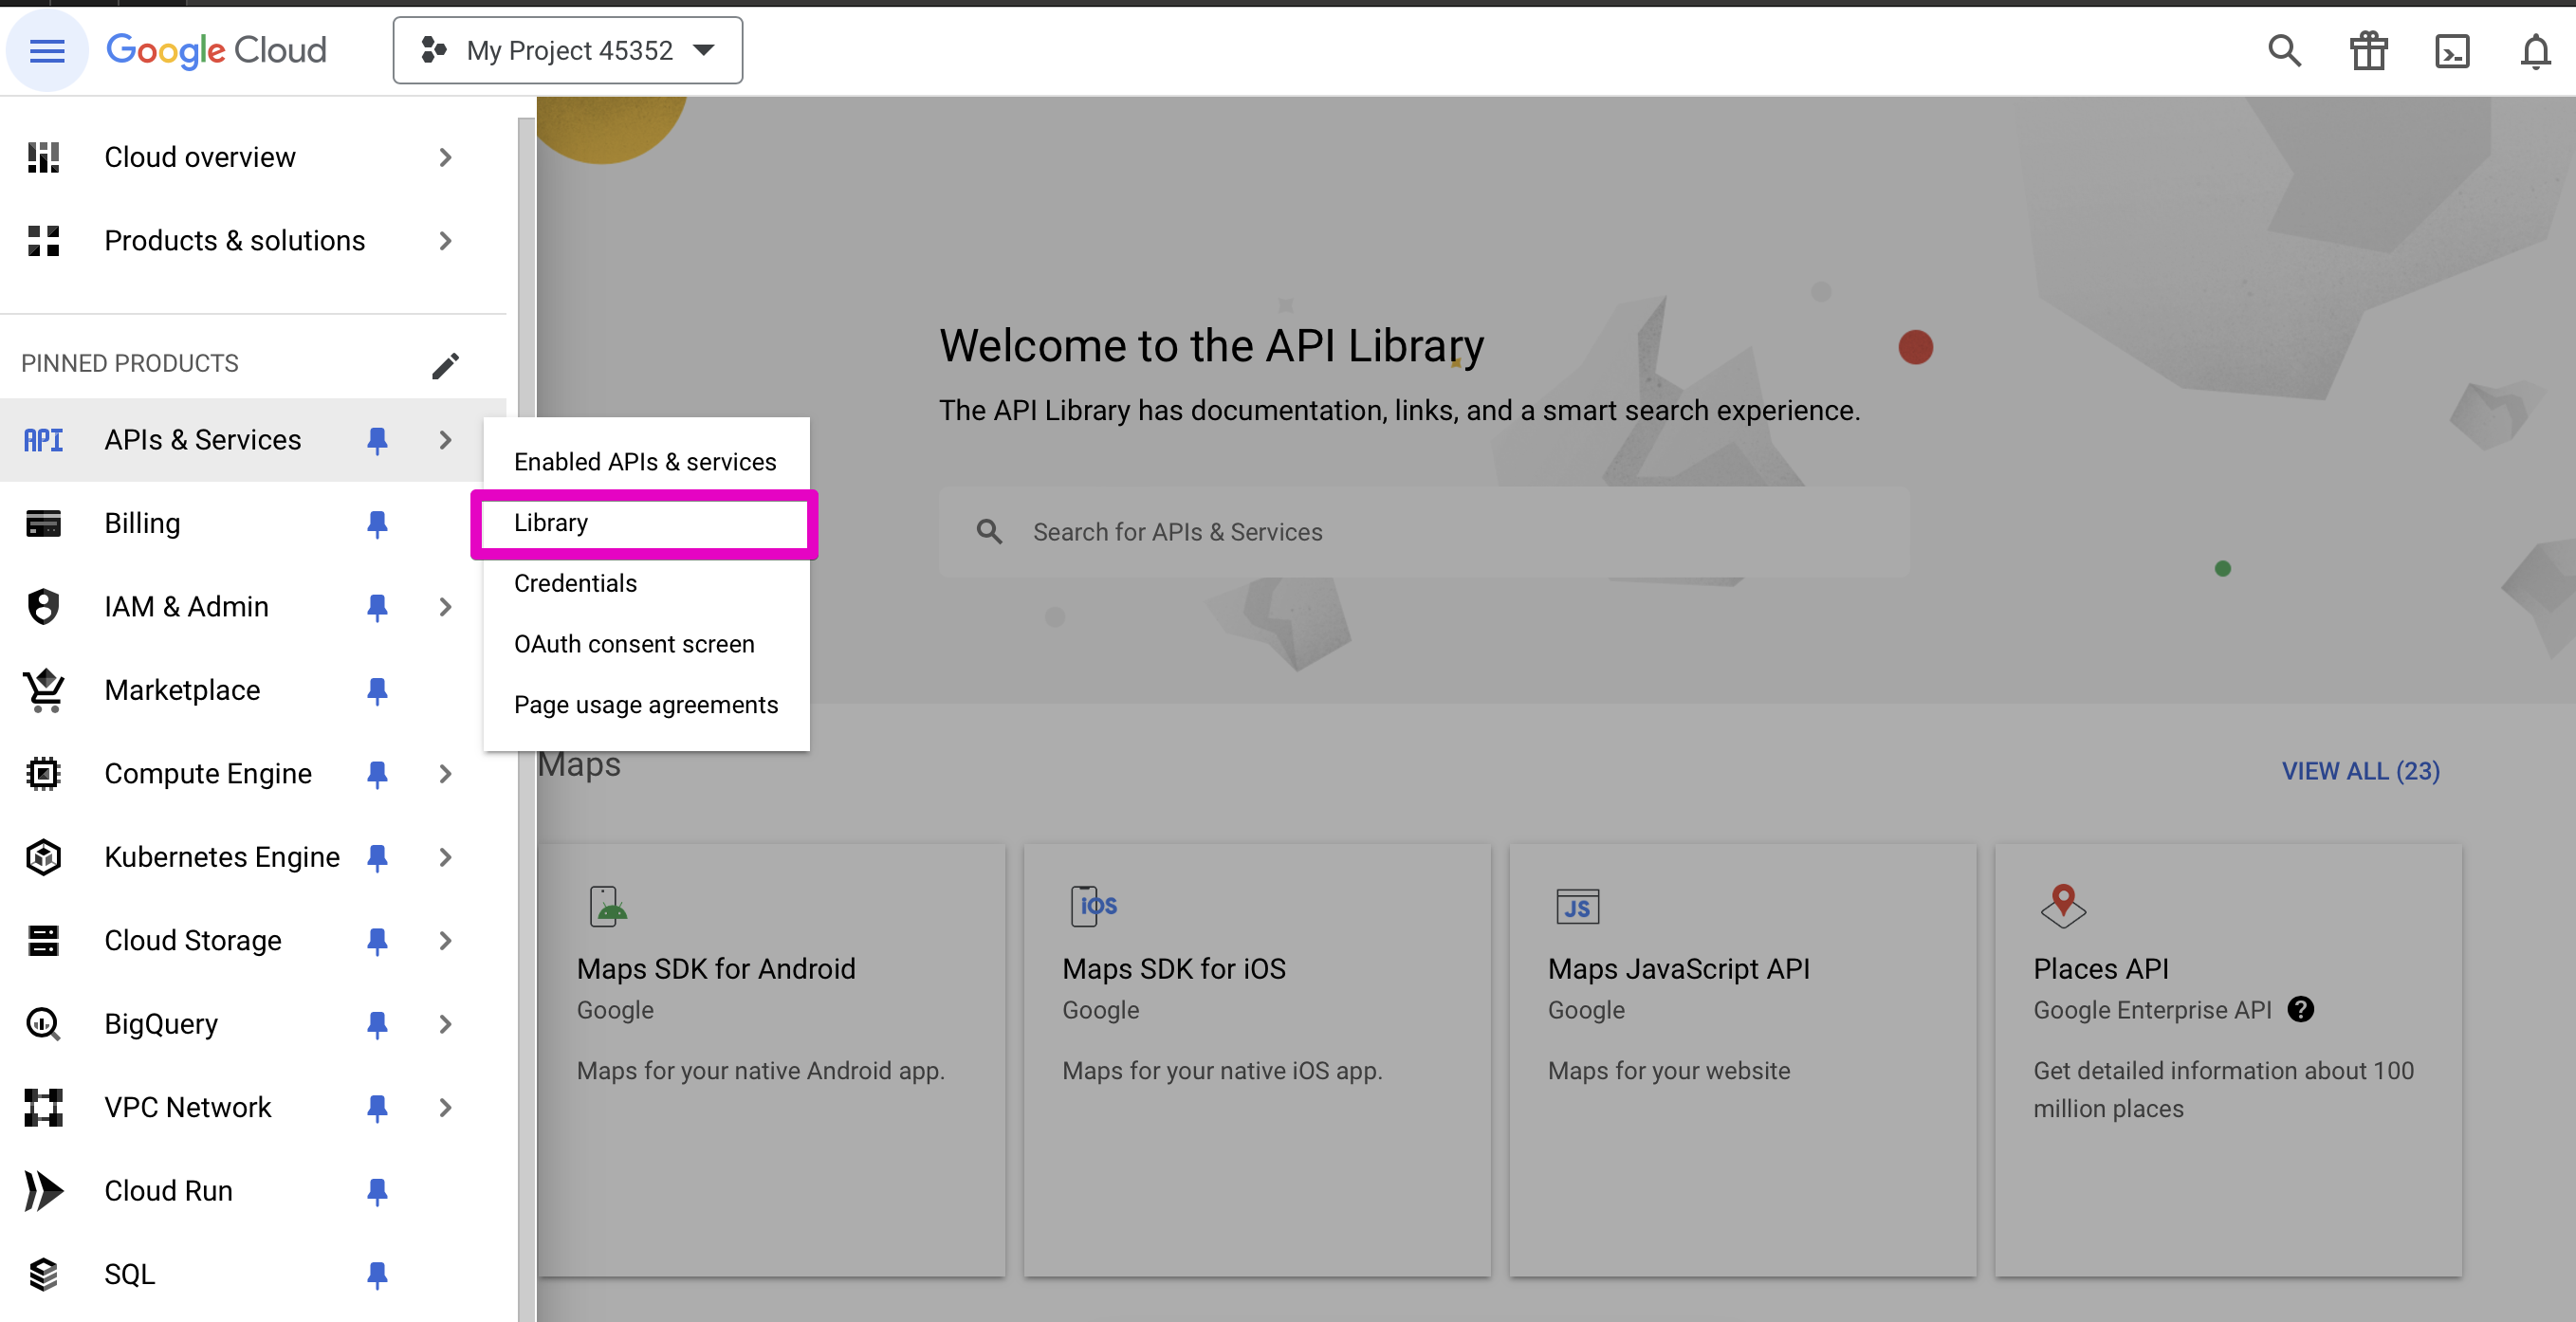 Google Cloud
My Project 45352
Cloud overview
Products & solutions
PINNED PRODUCTS
API APIs & Services
Billing
IAM & Admin
Marketplace
Compute Engine
Kubernetes Engine
Cloud Storage
BigQuery
VPC Network
Cloud Run
SQL
Enabled APIs & services
Library
Credentials
OAuth consent screen
Page usage agreements
Welcome to the API Library
The API Library has documentation, links, and a smart search experience.
Search for APIs & Services
Maps
VIEW ALL (23)
Maps SDK for Android
Google
Maps for your native Android app.
iOS
Maps SDK for iOS
Google
Maps for your native iOS app.
JS
Maps JavaScript API
Google
Maps for your website
Places API
Google Enterprise API ?
Get detailed information about 100
million places